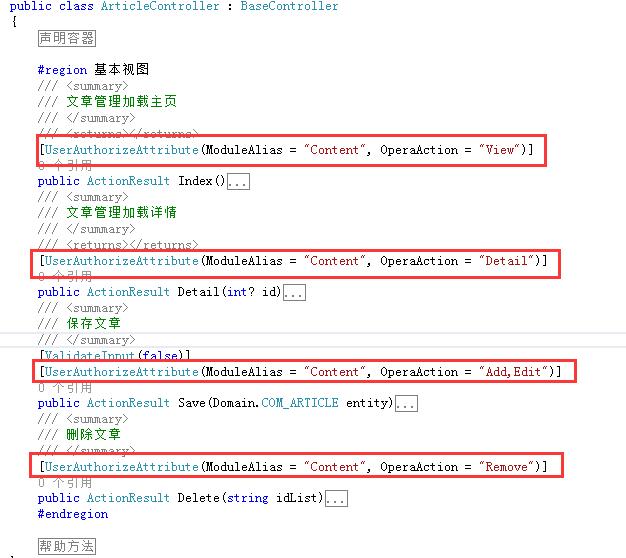 public class ArticleController : BaseController
{
声明容器
#region 基本视图
/// <summary>
/// 文章管理加载主页
/// </summary>
/// <returns></returns>
[UserAuthorizeAttribute(ModuleAlias = "Content", OperaAction = "View")]
0 个引用
public ActionResult Index()...
/// <summary>
/// 文章管理加载详情
/// </summary>
/// <returns></returns>
[UserAuthorizeAttribute(ModuleAlias = "Content", OperaAction = "Detail")]
0 个引用
public ActionResult Detail(int? id)...
/// <summary>
/// 保存文章
/// </summary>
[ValidateInput(false)]
[UserAuthorizeAttribute(ModuleAlias = "Content", OperaAction = "Add,Edit")]
0 个引用
public ActionResult Save(Domain.COM_ARTICLE entity)...
/// <summary>
/// 删除文章
/// </summary>
[UserAuthorizeAttribute(ModuleAlias = "Content", OperaAction = "Remove")]
0 个引用
public ActionResult Delete(string idList)...
#endregion
帮助方法